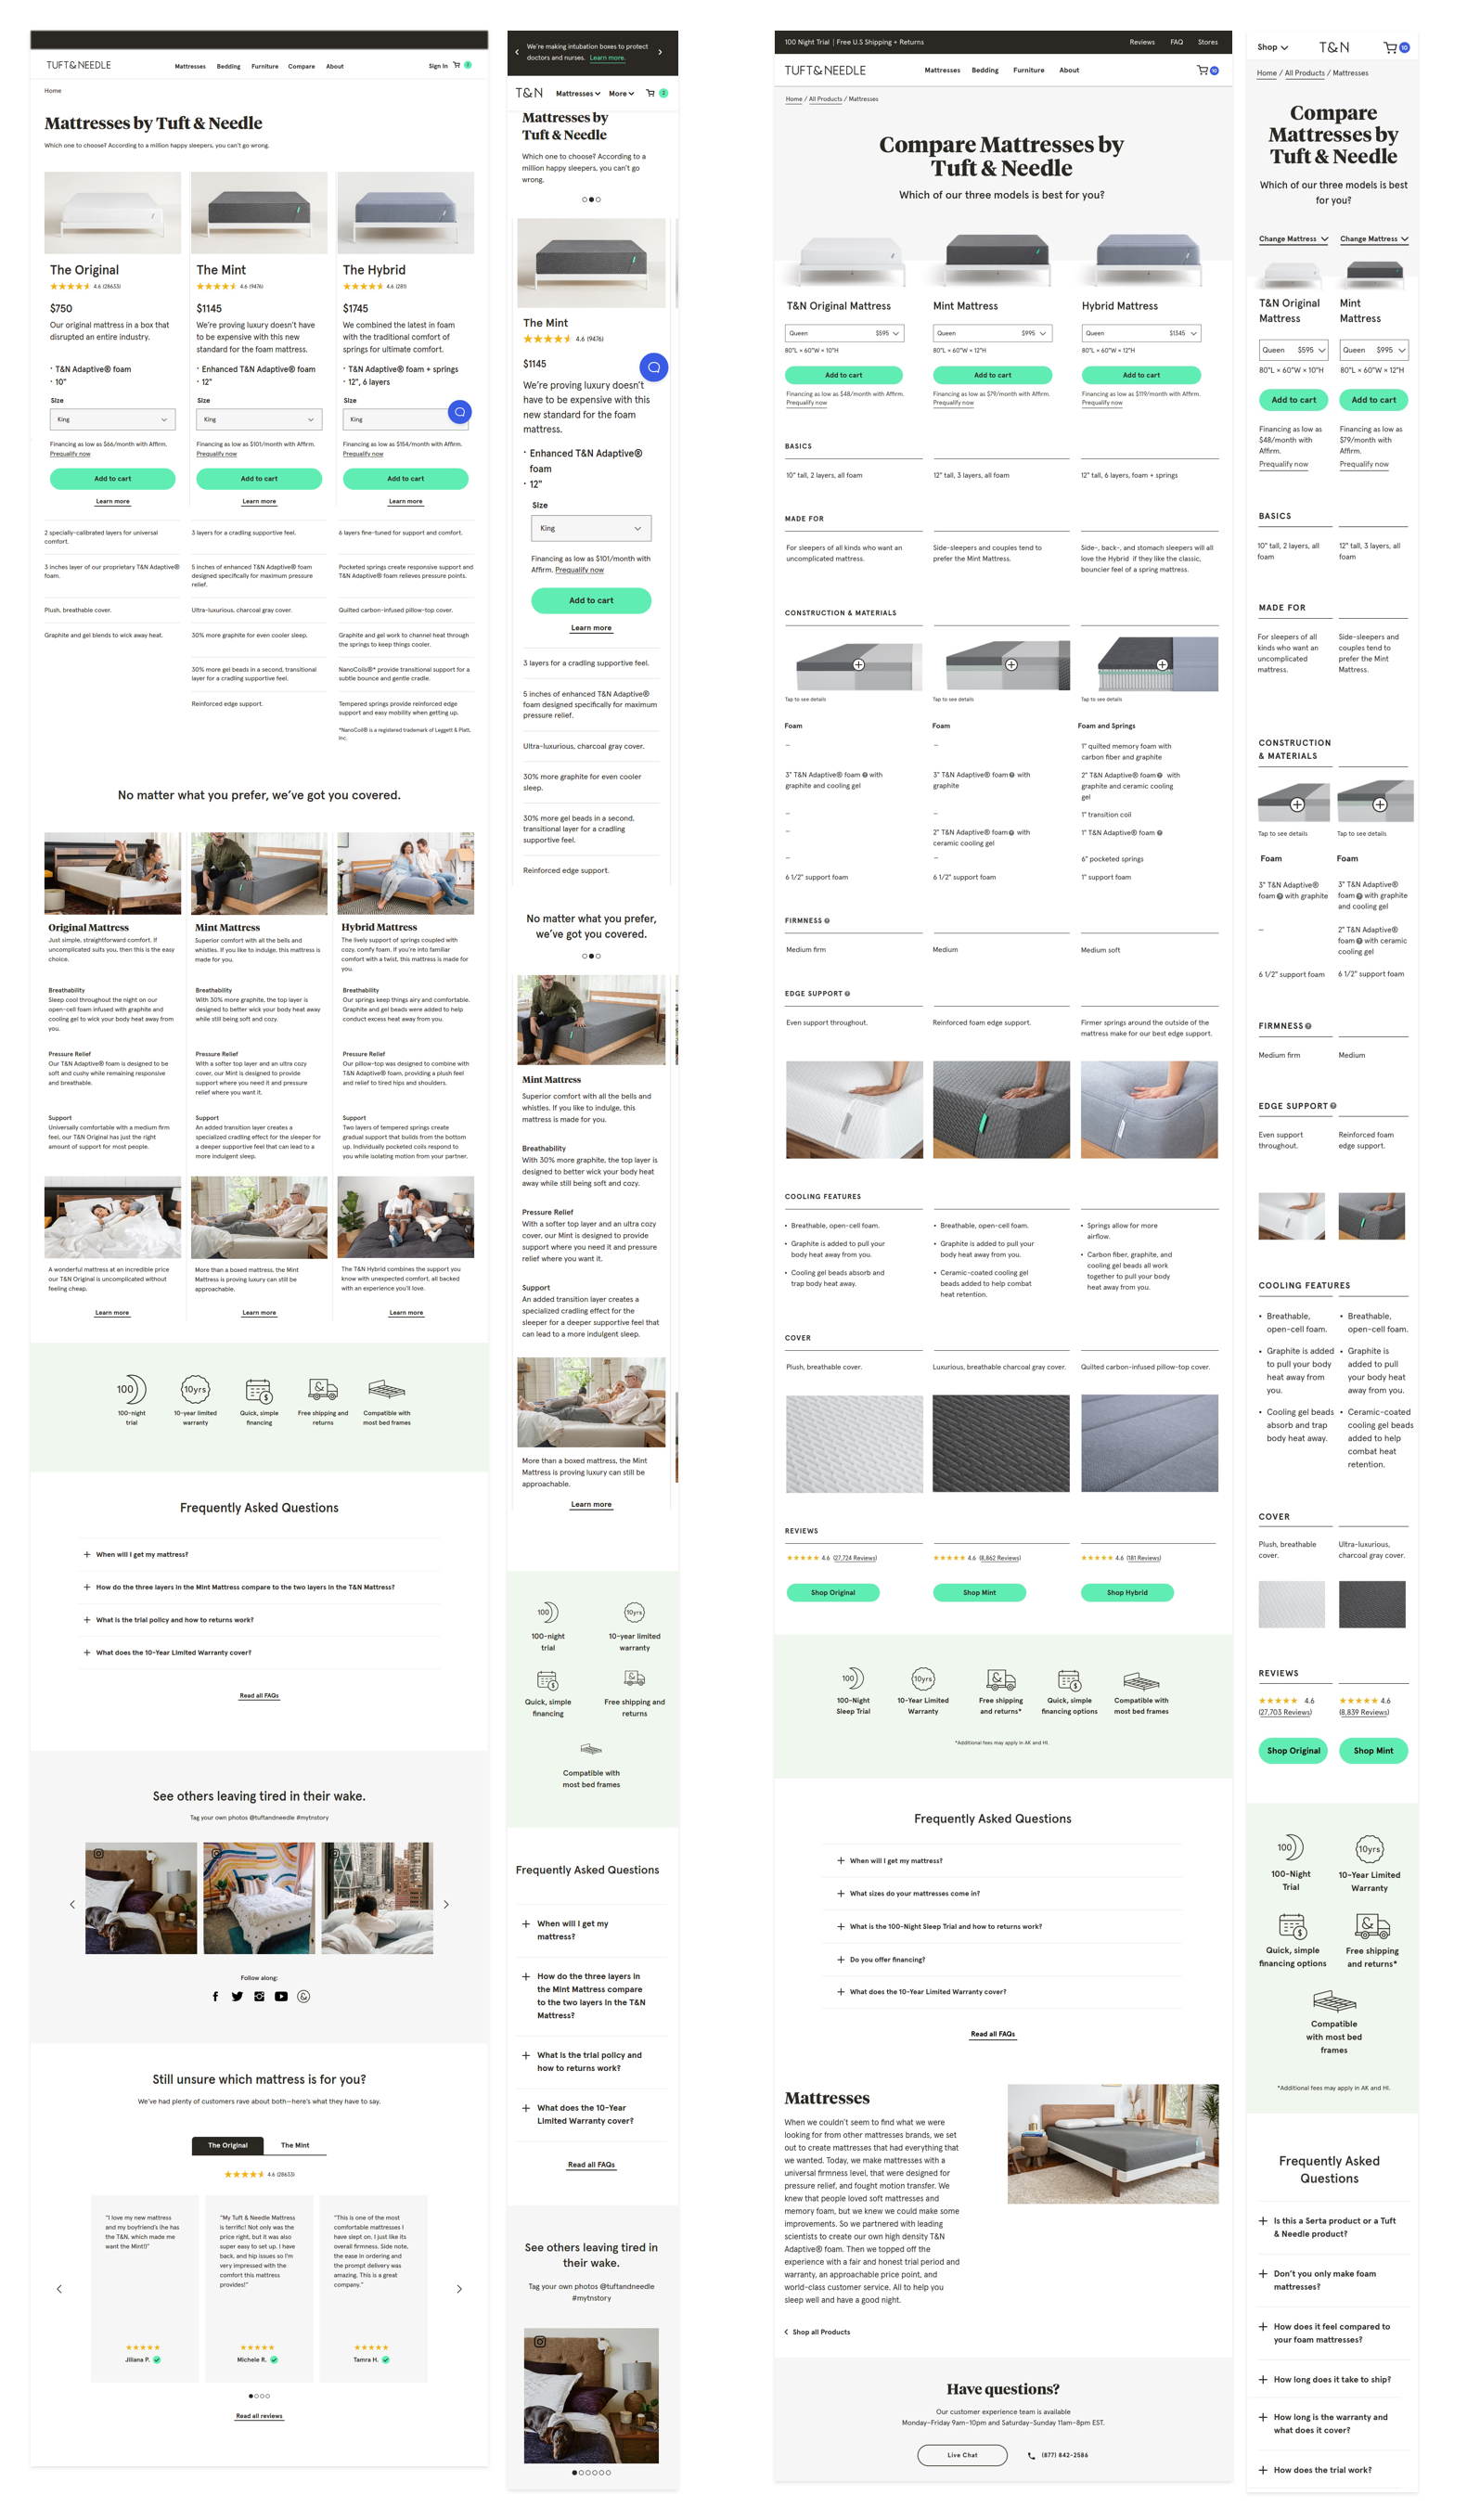 TUFT&NEEDLE
Mattresses Bedding Furniture Compare About
Sign In
Home
Mattresses by Tuft & Needle
Which one to choose? According to a million happy sleepers, you can't go wrong.
The Original
4.6 (28633)
$750
Our original mattress in a box that
disrupted an entire industry.
• T&N Adaptive® foam
• 10"
Size
King
Financing as low as $66/month with Affirm.
Prequalify now
Add to cart
Learn more
The Mint
4.6 (9476)
$1145
We're proving luxury doesn't have
to be expensive with this new
standard for the foam mattress.
• Enhanced T&N Adaptive® foam
• 12"
Size
King
Financing as low as $101/month with Affirm.
Prequalify now
Add to cart
Learn more
The Hybrid
4.6 (281)
$1745
We combined the latest in foam
with the traditional comfort of
springs for ultimate comfort.
• T&N Adaptive® foam + springs
• 12", 6 layers
Size
King
Financing as low as $154/month with Affirm.
Prequalify now
Add to cart
Learn more
2 specially-calibrated layers for universal
comfort.
3 inches layer of our proprietary T&N Adaptive®
foam.
Plush, breathable cover.
Graphite and gel blends to wick away heat.
3 layers for a cradling supportive feel.
5 inches of enhanced T&N Adaptive® foam
designed specifically for maximum pressure
relief.
Ultra-luxurious, charcoal gray cover.
30% more graphite for even cooler sleep.
30% more gel beads in a second, transitional
layer for a cradling supportive feel.
Reinforced edge support.
6 layers fine-tuned for support and comfort.
Pocketed springs create responsive support and
T&N Adaptive® foam relieves pressure points.
Quilted carbon-infused pillow-top cover.
Graphite and gel work to channel heat through
the springs to keep things cooler.
NanoCoils®* provide transitional support for a
subtle bounce and gentle cradle.
Tempered springs provide reinforced edge
support and easy mobility when getting up.
*NanoCoil® is a registered trademark of Leggett & Platt,
Inc.
No matter what you prefer, we've got you covered.
Original Mattress
Just simple, straightforward comfort. If
uncomplicated suits you, then this is the easy
choice.
Breathability
Sleep cool throughout the night on our
open-cell foam infused with graphite and
cooling gel to wick your body heat away from
you.
Pressure Relief
Our T&N Adaptive® foam is designed to be
soft and cushy while remaining responsive
and breathable.
Support
Universally comfortable with a medium firm
feel, our T&N Original has just the right
amount of support for most people.
A wonderful mattress at an incredible price
our T&N Original is uncomplicated without
feeling cheap.
Learn more
Mint Mattress
Superior comfort with all the bells and
whistles. If you like to indulge, this mattress is
made for you.
Breathability
With 30% more graphite, the top layer is
designed to better wick your body heat away
while still being soft and cozy.
Pressure Relief
With a softer top layer and an ultra cozy
cover, our Mint is designed to provide
support where you need it and pressure
relief where you want it.
Support
An added transition layer creates a
specialized cradling effect for the sleeper for
a deeper supportive feel that can lead to a
more indulgent sleep.
More than a boxed mattress, the Mint
Mattress is proving luxury can still be
approachable.
Learn more
Hybrid Mattress
The lively support of springs coupled with
cozy, comfy foam. If you're into familiar
comfort with a twist, this mattress is made for
you.
Breathability
Our springs keep things airy and comfortable.
Graphite and gel beads were added to help
conduct excess heat away from you.
Pressure Relief
Our pillow-top was designed to combine with
T&N Adaptive® foam, providing a plush feel
and relief to tired hips and shoulders.
Support
Two layers of tempered springs create
gradual support that builds from the bottom
up. Individually pocketed coils respond to
you while isolating motion from your partner.
The T&N Hybrid combines the support you
know with unexpected comfort, all backed
with an experience you'll love.
Learn more
100
100-night
trial
10yrs
10-year limited
warranty
Quick, simple
financing
Free shipping and
returns
Compatible with
most bed frames
Frequently Asked Questions
+ When will I get my mattress?
+ How do the three layers in the Mint Mattress compare to the two layers in the T&N Mattress?
+ What is the trial policy and how to returns work?
+ What does the 10-Year Limited Warranty cover?
Read all FAQs
See others leaving tired in their wake.
Tag your own photos @tuftandneedle #mytnstory
Follow along:
Still unsure which mattress is for you?
We've had plenty of customers rave about both—here's what they have to say.
The Original The Mint
4.6 (28633)
"I love my new mattress
and my boyfriend's (he has
the T&N, which made me
want the Mint!)"
Jiliana P.
"My Tuft & Needle Mattress
is terrific! Not only was the
price right, but it was also
super easy to set up. I have
back, and hip issues so I'm
very impressed with the
comfort this mattress
provides!"
Michele R.
"This is one of the most
comfortable mattresses I
have slept on. I just like its
overall firmness. Side note,
the ease in ordering and
the prompt delivery was
amazing. This is a great
company."
Tamra H.
Read all reviews
We're making intubation boxes to protect
doctors and nurses. Learn more.
T&N Mattresses More 2
Mattresses by
Tuft & Needle
Which one to choose? According to a
million happy sleepers, you can't go
wrong.
The Mint
4.6 (9476)
$1145
We're proving luxury doesn't
have to be expensive with this
new standard for the foam
mattress.
• Enhanced T&N Adaptive®
foam
• 12"
Size
King
Financing as low as $101/month with
Affirm. Prequalify now
Add to cart
Learn more
3 layers for a cradling supportive feel.
5 inches of enhanced T&N Adaptive®
foam designed specifically for maximum
pressure relief.
Ultra-luxurious, charcoal gray cover.
30% more graphite for even cooler
sleep.
30% more gel beads in a second,
transitional layer for a cradling
supportive feel.
Reinforced edge support.
No matter what you prefer,
we've got you covered.
Mint Mattress
Superior comfort with all the bells and
whistles. If you like to indulge, this
mattress is made for you.
Breathability
With 30% more graphite, the top layer is
designed to better wick your body heat
away while still being soft and cozy.
Pressure Relief
With a softer top layer and an ultra cozy
cover, our Mint is designed to provide
support where you need it and pressure
relief where you want it.
Support
An added transition layer creates a
specialized cradling effect for the
sleeper for a deeper supportive feel that
can lead to a more indulgent sleep.
More than a boxed mattress, the Mint
Mattress is proving luxury can still be
approachable.
Learn more
100
100-night
trial
10yrs
10-year limited
warranty
Quick, simple
financing
Free shipping and
returns
Compatible with
most bed frames
Frequently Asked Questions
+ When will I get my
mattress?
+ How do the three layers in
the Mint Mattress compare
to the two layers in the T&N
Mattress?
+ What is the trial policy and
how to returns work?
+ What does the 10-Year
Limited Warranty cover?
Read all FAQs
See others leaving tired in
their wake.
Tag your own photos @tuftandneedle
#mytnstory
100 Night Trial | Free U.S Shipping + Returns
Reviews FAQ Stores
TUFT&NEEDLE
Mattresses Bedding Furniture About
10
Home / All Products / Mattresses
Compare Mattresses by
Tuft & Needle
Which of our three models is best for you?
T&N Original Mattress
Queen $595
80"L × 60"W × 10"H
Add to cart
Financing as low as $48/month with Affirm.
Prequalify now
Mint Mattress
Queen $995
80"L × 60"W × 12"H
Add to cart
Financing as low as $79/month with Affirm.
Prequalify now
Hybrid Mattress
Queen $1345
80"L × 60"W × 12"H
Add to cart
Financing as low as $119/month with Affirm.
Prequalify now
BASICS
10" tall, 2 layers, all foam
12" tall, 3 layers, all foam
12" tall, 6 layers, foam + springs
MADE FOR
For sleepers of all kinds who want an
uncomplicated mattress.
Side-sleepers and couples tend to
prefer the Mint Mattress.
Side-, back-, and stomach sleepers will all
love the Hybrid if they like the classic,
bouncier feel of a spring mattress.
CONSTRUCTION & MATERIALS
Tap to see details
Tap to see details
Tap to see details
Foam
–
3" T&N Adaptive® foam ? with
graphite and cooling gel
–
–
–
6 1/2" support foam
Foam
–
3" T&N Adaptive® foam ? with
graphite
–
2" T&N Adaptive® foam ? with
ceramic cooling gel
–
6 1/2" support foam
Foam and Springs
1" quilted memory foam with
carbon fiber and graphite
2" T&N Adaptive® foam ? with
graphite and ceramic cooling
gel
1" transition coil
1" T&N Adaptive® foam ?
6" pocketed springs
1" support foam
FIRMNESS ?
Medium firm
Medium
Medium soft
EDGE SUPPORT ?
Even support throughout.
Reinforced foam edge support.
Firmer springs around the outside of the
mattress make for our best edge support.
COOLING FEATURES
• Breathable, open-cell foam.
• Graphite is added to pull your
body heat away from you.
• Cooling gel beads absorb and
trap body heat away.
• Breathable, open-cell foam.
• Graphite is added to pull your
body heat away from you.
• Ceramic-coated cooling gel
beads added to help combat
heat retention.
• Springs allow for more
airflow.
• Carbon fiber, graphite, and
cooling gel beads all work
together to pull your body
heat away from you.
COVER
Plush, breathable cover.
Luxurious, breathable charcoal gray cover.
Quilted carbon-infused pillow-top cover.
REVIEWS
4.6 (27,724 Reviews)
4.6 (8,862 Reviews)
4.6 (181 Reviews)
Shop Original
Shop Mint
Shop Hybrid
100
100-Night
Sleep Trial
10yrs
10-Year Limited
Warranty
Free shipping
and returns*
Quick, simple
financing options
Compatible with
most bed frames
*Additional fees may apply in AK and HI.
Frequently Asked Questions
+ When will I get my mattress?
+ What sizes do your mattresses come in?
+ What is the 100-Night Sleep Trial and how to returns work?
+ Do you offer financing?
+ What does the 10-Year Limited Warranty cover?
Read all FAQs
Mattresses
When we couldn't seem to find what we were
looking for from other mattresses brands, we set
out to create mattresses that had everything that
we wanted. Today, we make mattresses with a
universal firmness level, that were designed for
pressure relief, and fought motion transfer. We
knew that people loved soft mattresses and
memory foam, but we knew we could make some
improvements. So we partnered with leading
scientists to create our own high density T&N
Adaptive® foam. Then we topped off the
experience with a fair and honest trial period and
warranty, an approachable price point, and
world-class customer service. All to help you
sleep well and have a good night.
Shop all Products
Have questions?
Our customer experience team is available
Monday–Friday 9am–10pm and Saturday–Sunday 11am–8pm EST.
Live Chat
(877) 842-2586
Shop T&N 10
Home / All Products / Mattresses
Compare
Mattresses by
Tuft & Needle
Which of our three models is best
for you?
Change Mattress
Change Mattress
T&N Original
Mattress
Queen $595
80"L × 60"W × 10"H
Add to cart
Financing as low as
$48/month with
Affirm.
Prequalify now
Mint
Mattress
Queen $995
80"L × 60"W × 12"H
Add to cart
Financing as low as
$79/month with
Affirm.
Prequalify now
BASICS
10" tall, 2 layers, all
foam
12" tall, 3 layers, all
foam
MADE FOR
For sleepers of all
kinds who want an
uncomplicated
mattress.
Side-sleepers and
couples tend to
prefer the Mint
Mattress.
CONSTRUCTION
& MATERIALS
Tap to see details
Tap to see details
Foam
3" T&N Adaptive®
foam ? with graphite
–
6 1/2" support foam
Foam
3" T&N Adaptive®
foam ? with graphite
and cooling gel
2" T&N Adaptive®
foam ? with ceramic
cooling gel
6 1/2" support foam
FIRMNESS ?
Medium firm
Medium
EDGE SUPPORT ?
Even support
throughout.
Reinforced foam
edge support.
COOLING FEATURES
• Breathable,
open-cell foam.
• Graphite is added
to pull your body
heat away from
you.
• Cooling gel beads
absorb and trap
body heat away.
• Breathable,
open-cell foam.
• Graphite is
added to pull
your body heat
away from you.
• Ceramic-coated
cooling gel beads
added to help
combat heat
retention.
COVER
Plush, breathable
cover.
Ultra-luxurious,
charcoal gray cover.
REVIEWS
4.6
(27,703 Reviews)
4.6
(8,839 Reviews)
Shop Original
Shop Mint
100
100-Night
Trial
10yrs
10-Year Limited
Warranty
Quick, simple
financing options
Free shipping
and returns*
Compatible
with most bed
frames
*Additional fees may apply in AK and HI.
Frequently Asked
Questions
+ Is this a Serta product or a Tuft
& Needle product?
+ Don't you only make foam
mattresses?
+ How does it feel compared to
your foam mattresses?
+ How long does it take to ship?
+ How long is the warranty and
what does it cover?
+ How does the trial work?